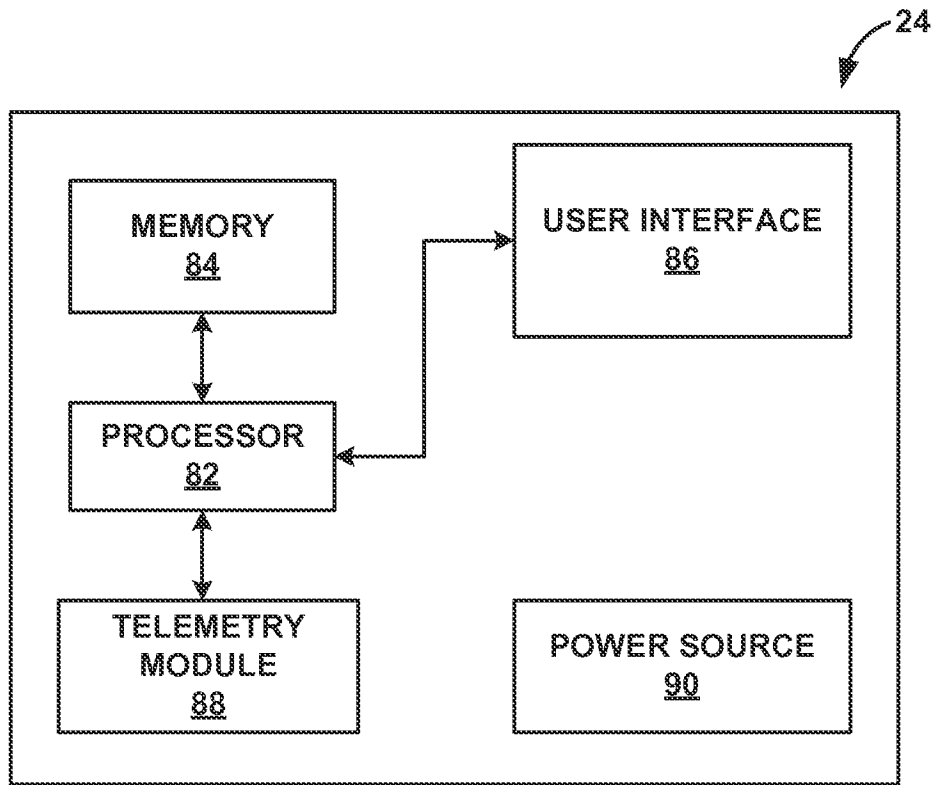 24
MEMORY
84
USER INTERFACE
86
PROCESSOR
82
TELEMETRY
MODULE
88
POWER SOURCE
90